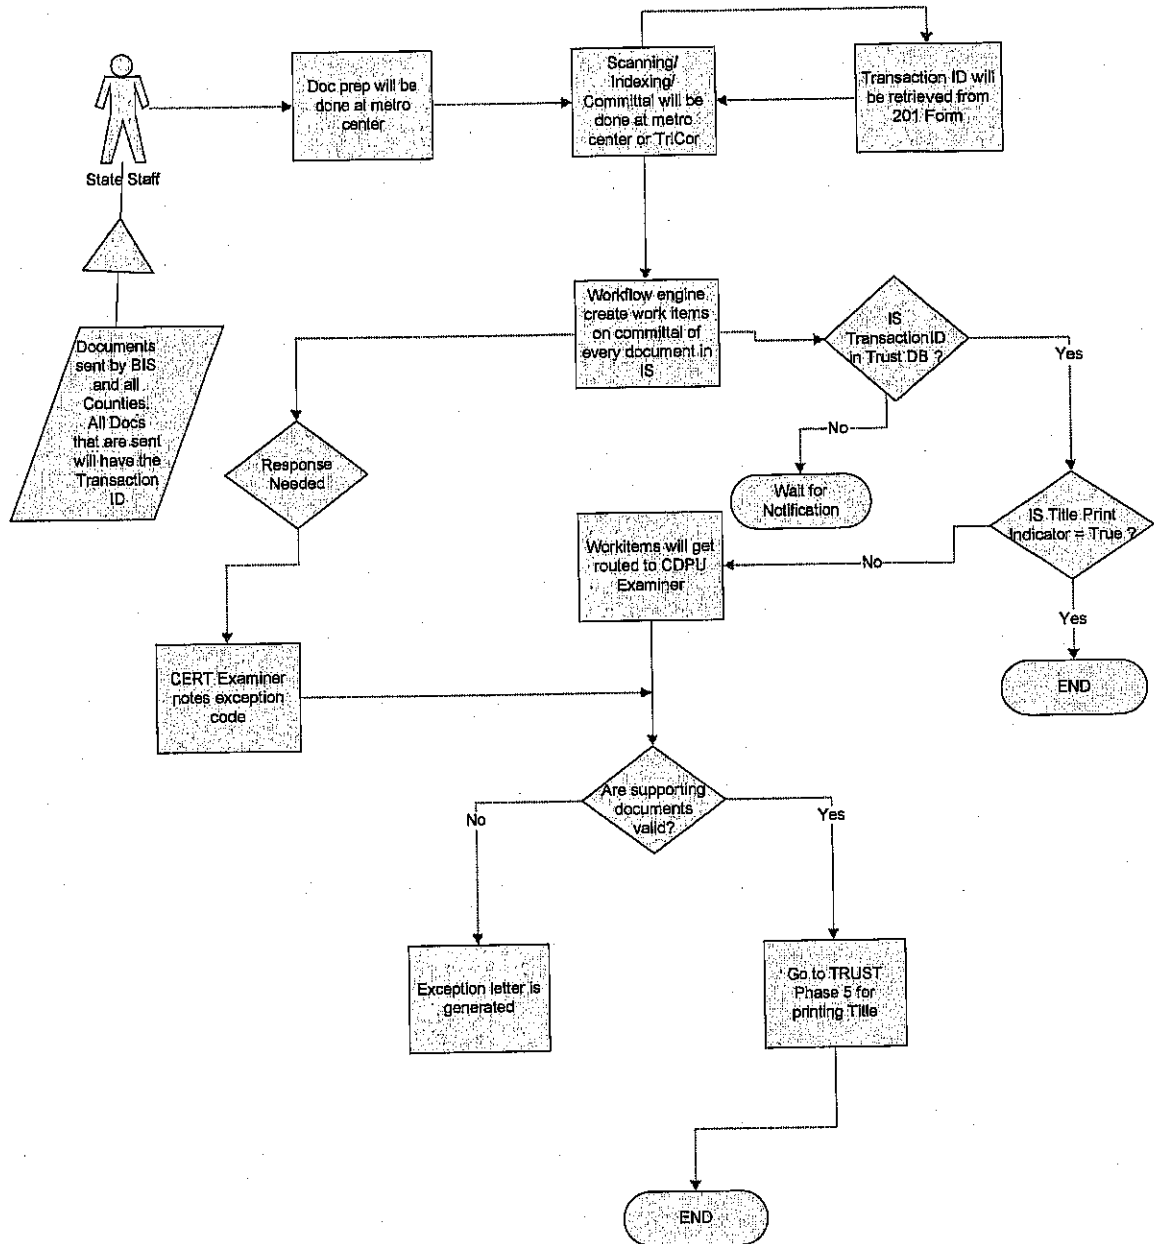 Doc prep will be
done at metro
center
Scanning/
Indexing/
Committal will be
done at metro
center or TriCor
Transaction ID will
be retrieved from
201 Form
State Staff
Documents
sent by BIS
and all
Counties.
All Docs
that are sent
will have the
Transaction
ID
Workflow engine
create work items
on committal of
every document in
IS
IS
Transaction ID
in Trust DB ?
Yes
No
Wait for
Notification
Response
Needed
IS Title Print
Indicator = True ?
No
Workitems will get
routed to CDPU
Examiner
Yes
END
CERT Examiner
notes exception
code
Are supporting
documents
valid?
No
Yes
Exception letter is
generated
Go to TRUST
Phase 5 for
printing Title
END